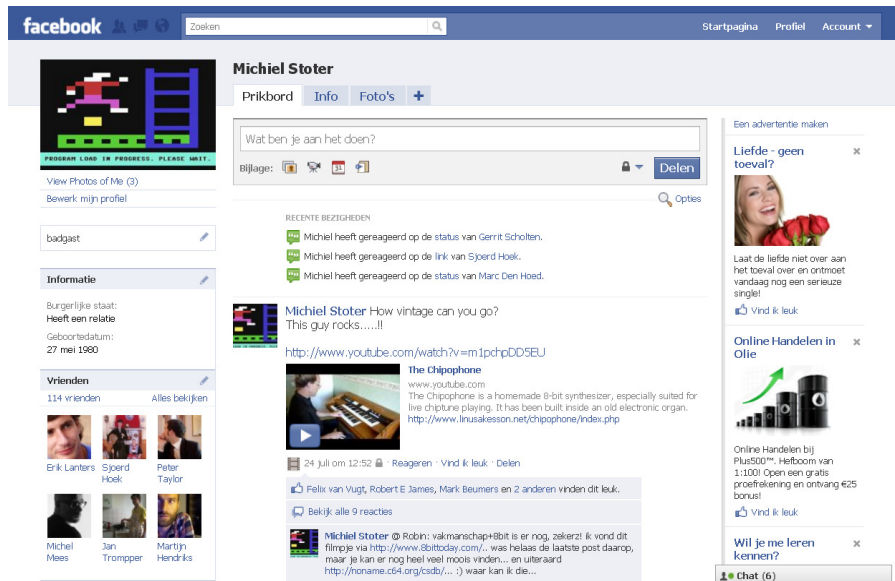 facebook
Zoeken
Startpagina Profiel Account
PROGRAM LOAD IN PROGRESS. PLEASE WAIT.
View Photos of Me (3)
Bewerk mijn profiel
badgast
Informatie
Burgerlijke staat:
Heeft een relatie
Geboortedatum:
27 mei 1980
Vrienden
114 vrienden Alles bekijken
Erik Lanters
Sjoerd
Hoek
Peter
Taylor
Michel
Mees
Jan
Trompper
Martijn
Hendriks
Michiel Stoter
Prikbord Info Foto's +
Wat ben je aan het doen?
Bijlage: 31 Delen
Opties
RECENTE BEZIGHEDEN
Michiel heeft gereageerd op de status van Gerrit Scholten.
Michiel heeft gereageerd op de link van Sjoerd Hoek.
Michiel heeft gereageerd op de status van Marc Den Hoed.
Michiel Stoter How vintage can you go?
This guy rocks.....!!
http://www.youtube.com/watch?v=m1pchpDD5EU
The Chipophone
www.youtube.com
The Chipophone is a homemade 8-bit synthesizer, especially suited for
live chiptune playing. It has been built inside an old electronic organ.
http://www.linusakesson.net/chipophone/index.php
24 juli om 12:52 · Reageren · Vind ik leuk · Delen
Felix van Vugt, Robert E James, Mark Beumers en 2 anderen vinden dit leuk.
Bekijk alle 9 reacties
Michiel Stoter @ Robin: vakmanschap+8bit is er nog, zekerz! ik vond dit
filmpje via http://www.8bittoday.com/.. was helaas de laatste post daarop,
maar je kan er nog heel veel moois vinden... en uiteraard
http://noname.c64.org/csdb/... :) waar kan ik die...
Een advertentie maken
Liefde - geen
toeval?
Laat de liefde niet over aan
het toeval over en ontmoet
vandaag nog een serieuze
single!
Vind ik leuk
Online Handelen in
Olie
Online Handelen bij
Plus500™. Hefboom van
1:100! Open een gratis
proefrekening en ontvang €25
bonus!
Vind ik leuk
Wil je me leren
kennen?
Chat (6)